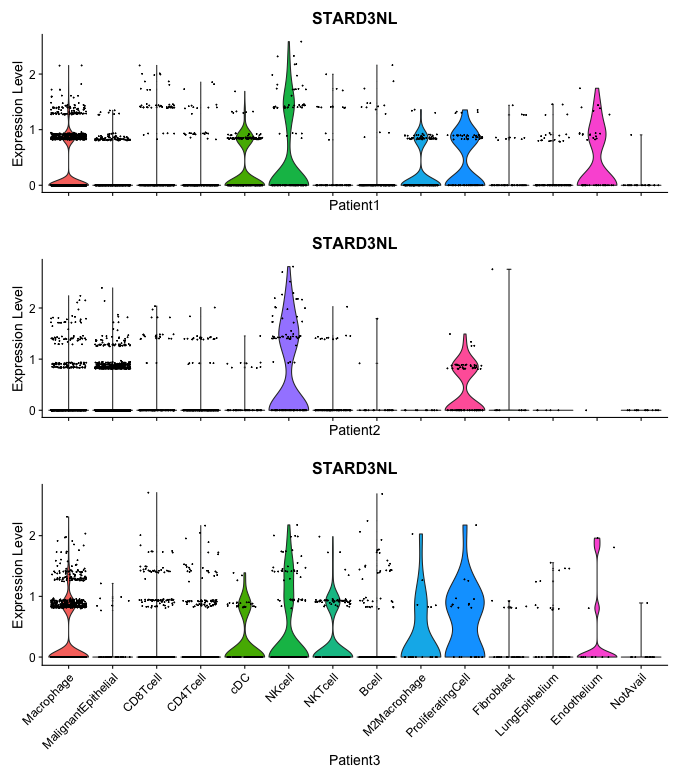 STARD3NL
Expression Level
2
1
0
Patient1
STARD3NL
Expression Level
2
1
0
Patient2
STARD3NL
Expression Level
2
1
0
Macrophage
MalignantEpithelial
CD8Tcell
CD4Tcell
cDC
NKcell
NKTcell
Bcell
M2Macrophage
ProliferatingCell
Fibroblast
LungEpithelium
Endothelium
NotAvail
Patient3